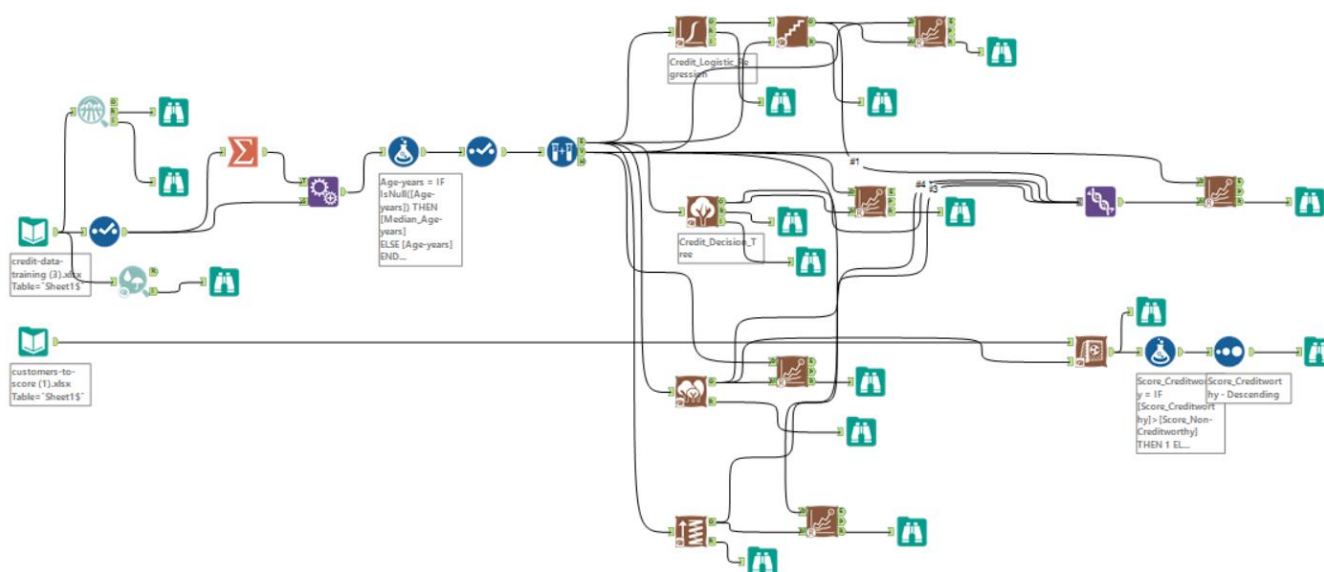 Credit_Logistic_Re
gression
#1
Age-years = IF
IsNull([Age-
years]) THEN
[Median_Age-
years]
ELSE [Age-years]
END...
#4
#3
Credit_Decision_T
ree
credit-data-
training (3).xlsx
Table=`Sheet1$`
customers-to-
score (1).xlsx
Table=`Sheet1$`
Score_Creditwort
y = IF
[Score_Creditwort
hy]>[Score_Non-
Creditworthy]
THEN 1 EL...
Score_Creditwort
hy - Descending